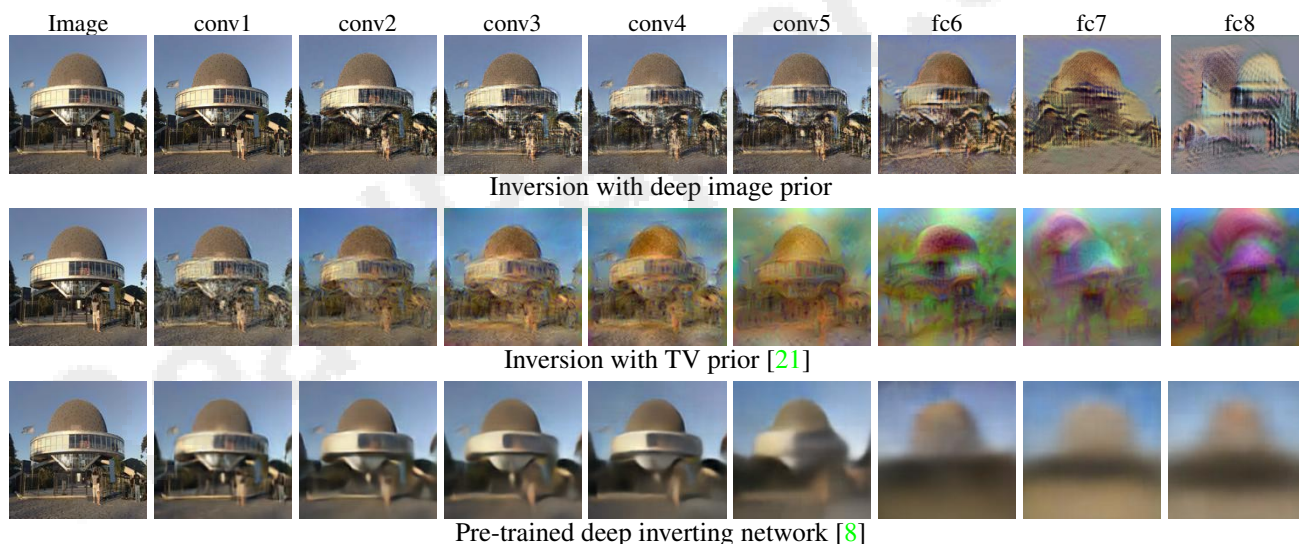 Image conv1 conv2 conv3 conv4 conv5 fc6 fc7 fc8
Inversion with deep image prior
Inversion with TV prior [21]
Pre-trained deep inverting network [8]